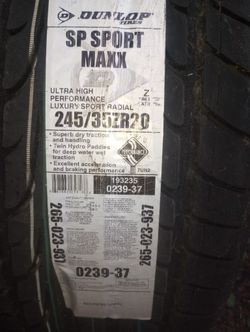 DUNLOP
TIRES
SP SPORT
MAXX
ULTRA HIGH
PERFORMANCE
LUXURY SPORT RADIAL
245/35ZR20
• Superb dry traction
and handling
• Twin Hydro Paddles
for deep water wet
traction
• Excellent acceleration
and braking performance
193235
0239-37
265-023-937
265-023-937
0239-37